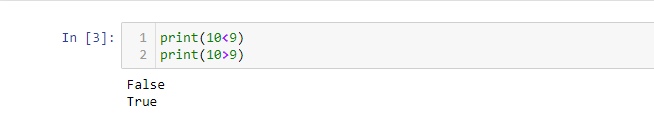 In [3]:
1 print(10<9)
2 print(10>9)
False
True